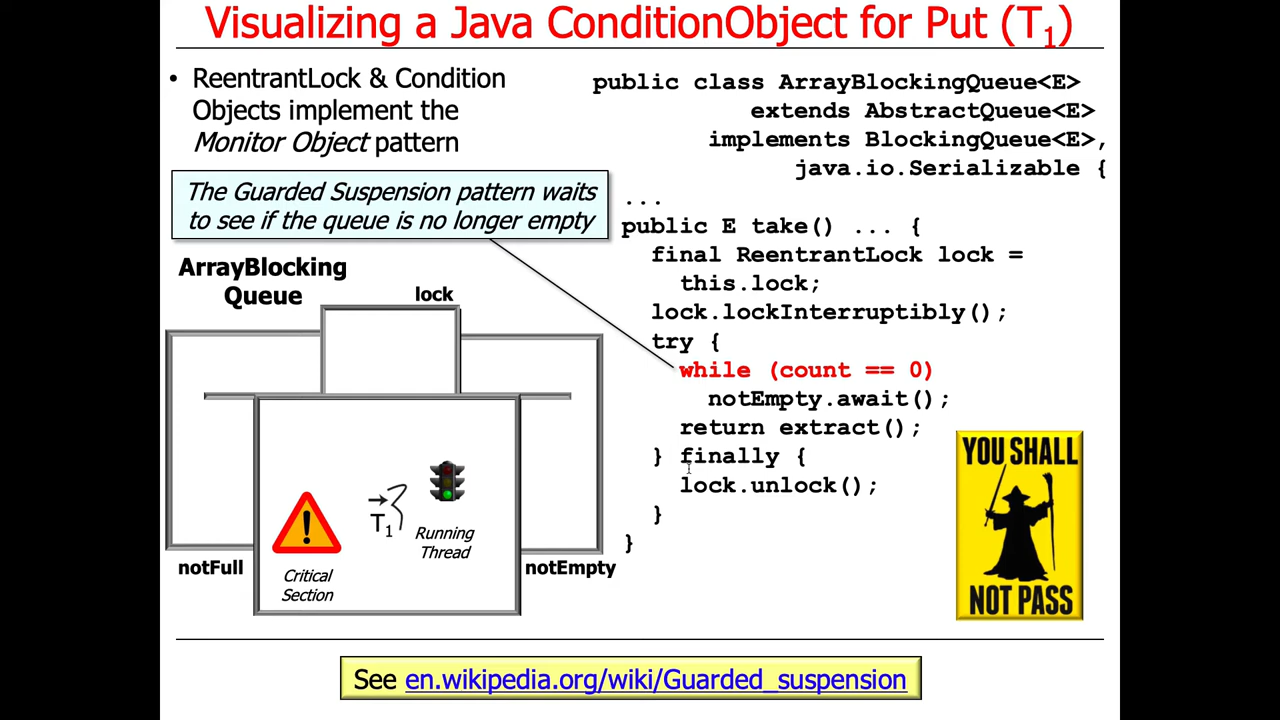 Visualizing a Java ConditionObject for Put (T1)
• ReentrantLock & Condition
Objects implement the
Monitor Object pattern
The Guarded Suspension pattern waits
to see if the queue is no longer empty
ArrayBlocking
Queue
lock
notFull
notEmpty
T1
Running
Thread
Critical
Section
public class ArrayBlockingQueue<E>
extends AbstractQueue<E>
implements BlockingQueue<E>,
java.io.Serializable {
...
public E take() ... {
final ReentrantLock lock =
this.lock;
lock.lockInterruptibly();
try {
while (count == 0)
notEmpty.await();
return extract();
} finally {
lock.unlock();
}
}
YOU SHALL
NOT PASS
See en.wikipedia.org/wiki/Guarded_suspension